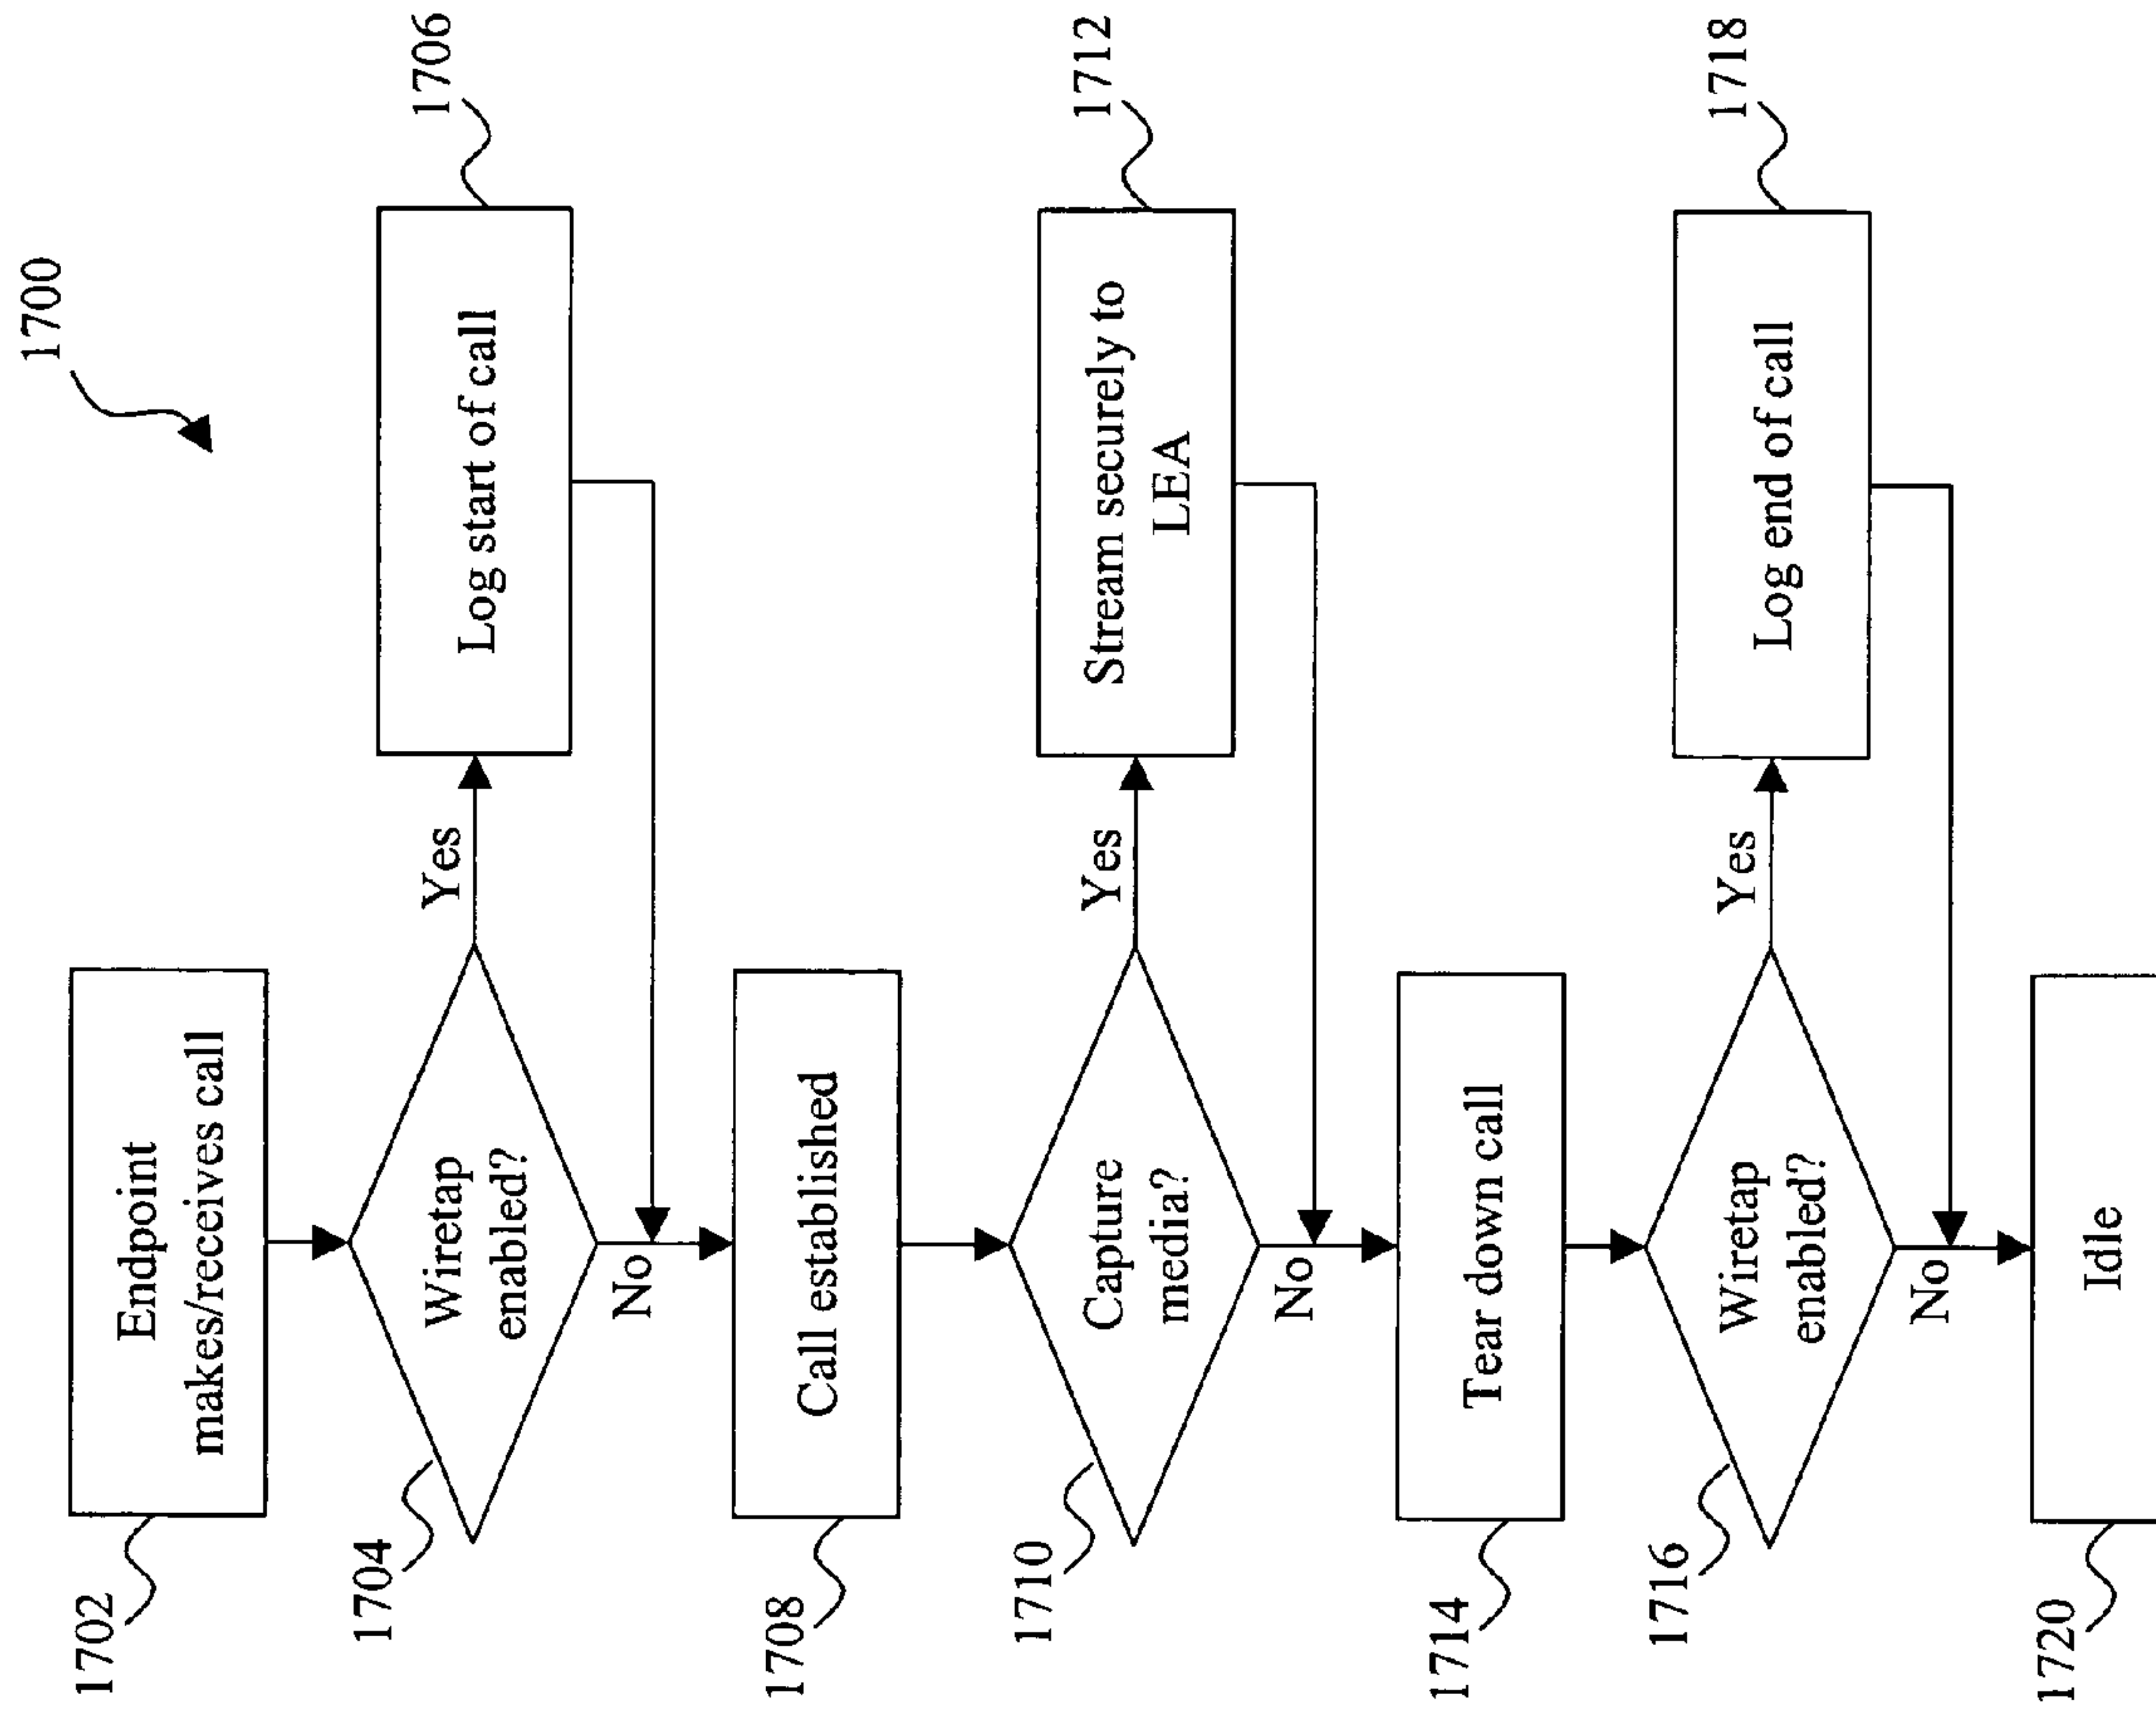 1700
1702
Endpoint
makes/receives call
1704
Wiretap
enabled?
Yes
1706
Log start of call
No
1708
Call established
1710
Capture
media?
Yes
1712
Stream securely to
LEA
No
1714
Tear down call
1716
Wiretap
enabled?
Yes
1718
Log end of call
No
1720
Idle